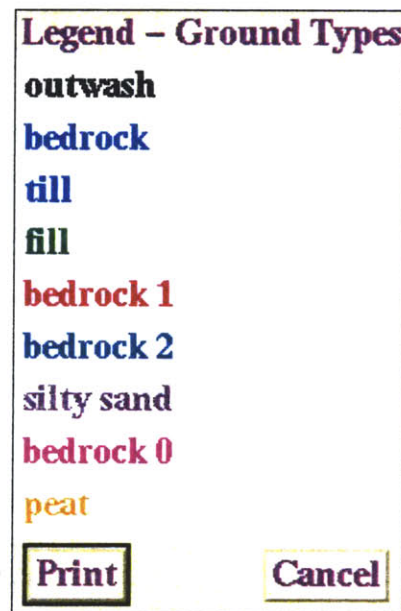 Legend – Ground Types
outwash
bedrock
till
fill
bedrock 1
bedrock 2
silty sand
bedrock 0
peat
Print Cancel